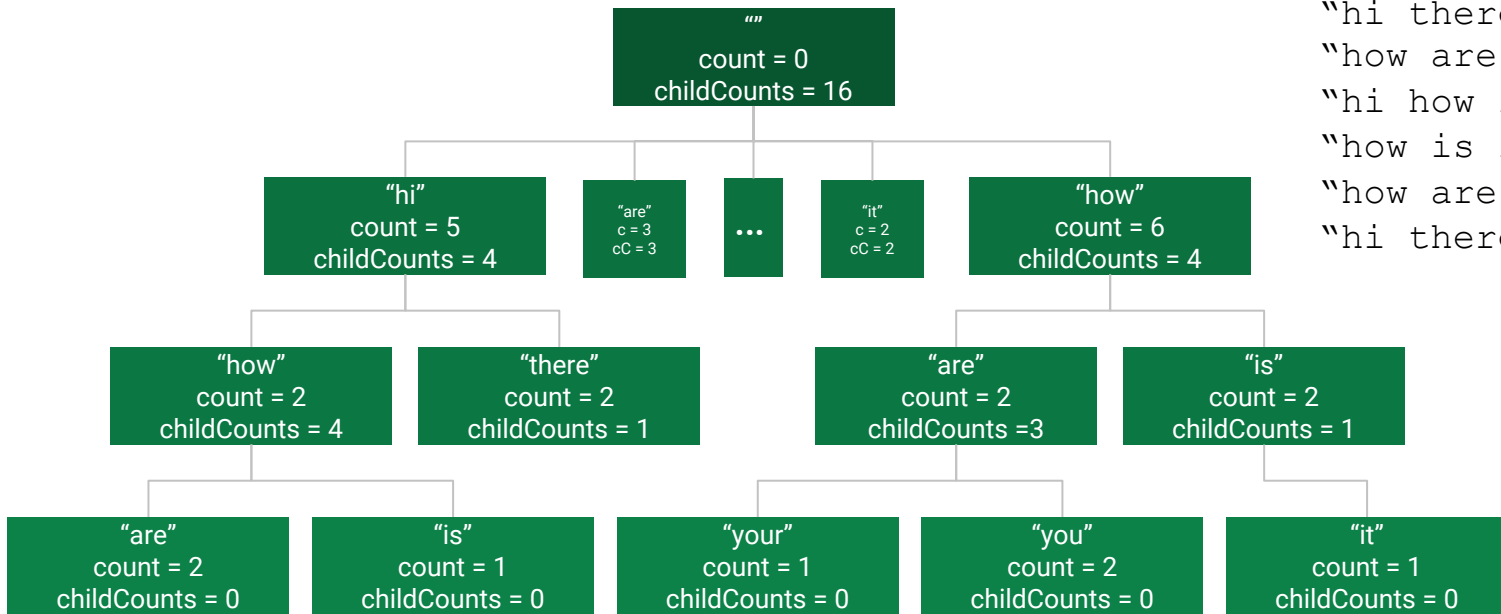 “”
count = 0
childCounts = 16
“hi there
“how are
“hi how
“how is
“how are
“hi there
“hi”
count = 5
childCounts = 4
“are”
c = 3
cC = 3
...
“it”
c = 2
cC = 2
“how”
count = 6
childCounts = 4
“how”
count = 2
childCounts = 4
“there”
count = 2
childCounts = 1
“are”
count = 2
childCounts =3
“is”
count = 2
childCounts = 1
“are”
count = 2
childCounts = 0
“is”
count = 1
childCounts = 0
“your”
count = 1
childCounts = 0
“you”
count = 2
childCounts = 0
“it”
count = 1
childCounts = 0